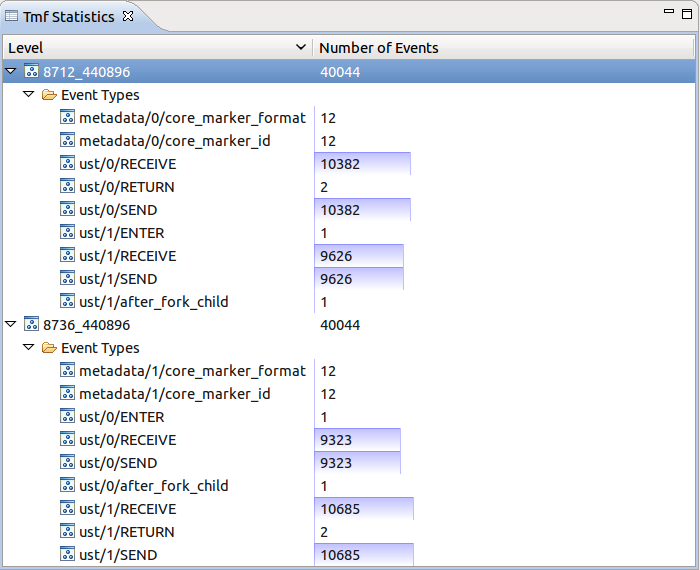 Tmf Statistics
Level Number of Events
8712_440896 40044
Event Types
metadata/0/core_marker_format 12
metadata/0/core_marker_id 12
ust/0/RECEIVE 10382
ust/0/RETURN 2
ust/0/SEND 10382
ust/1/ENTER 1
ust/1/RECEIVE 9626
ust/1/SEND 9626
ust/1/after_fork_child 1
8736_440896 40044
Event Types
metadata/1/core_marker_format 12
metadata/1/core_marker_id 12
ust/0/ENTER 1
ust/0/RECEIVE 9323
ust/0/SEND 9323
ust/0/after_fork_child 1
ust/1/RECEIVE 10685
ust/1/RETURN 2
ust/1/SEND 10685